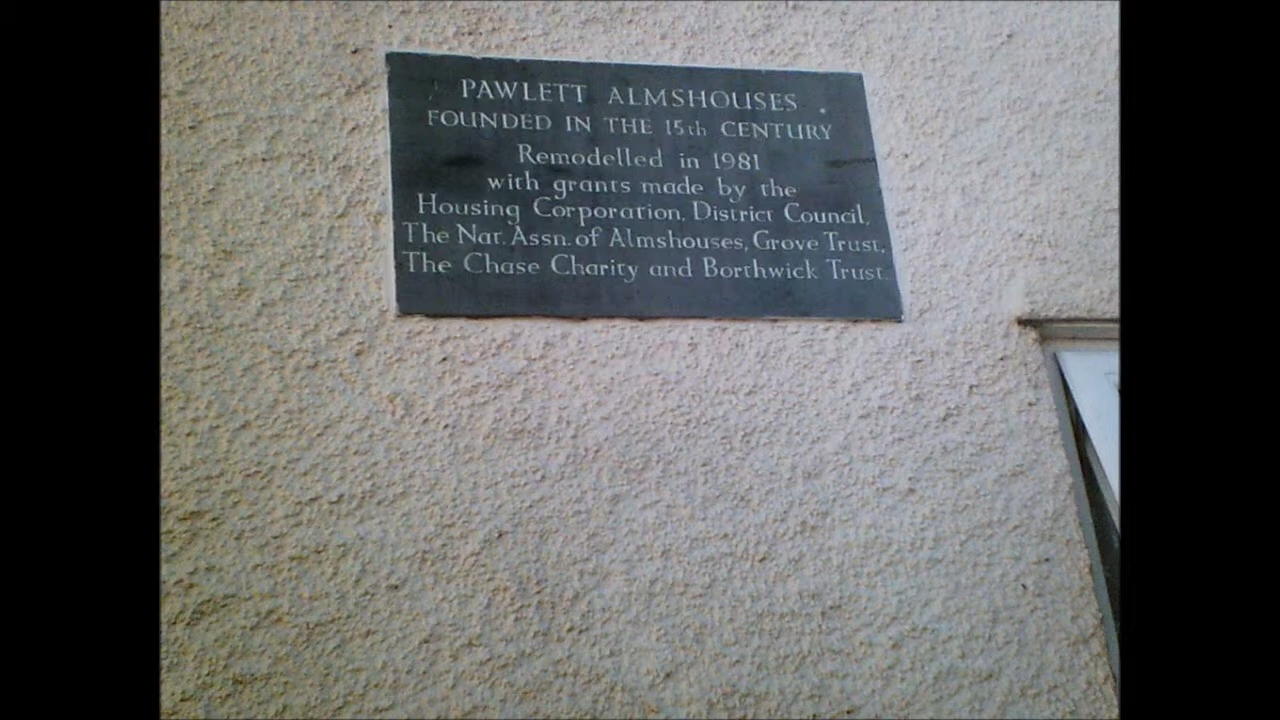 PAWLETT ALMSHOUSES
FOUNDED IN THE 15th CENTURY
Remodelled in 1981
with grants made by the
Housing Corporation, District Council,
The Nat. Assn. of Almshouses, Grove Trust,
The Chase Charity and Borthwick Trust.